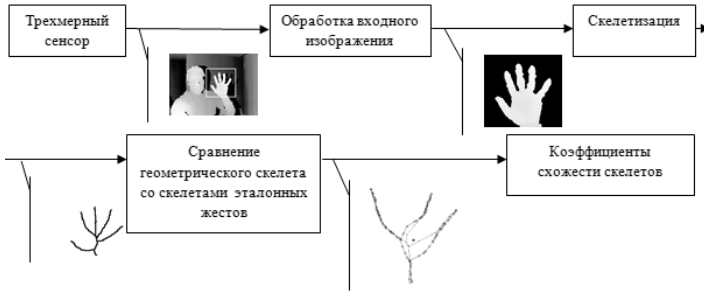 Трехмерный
сенсор
Обработка входного
изображения
Скелетизация
Сравнение
геометрического скелета
со скелетами эталонных
жестов
Коэффициенты
схожести скелетов